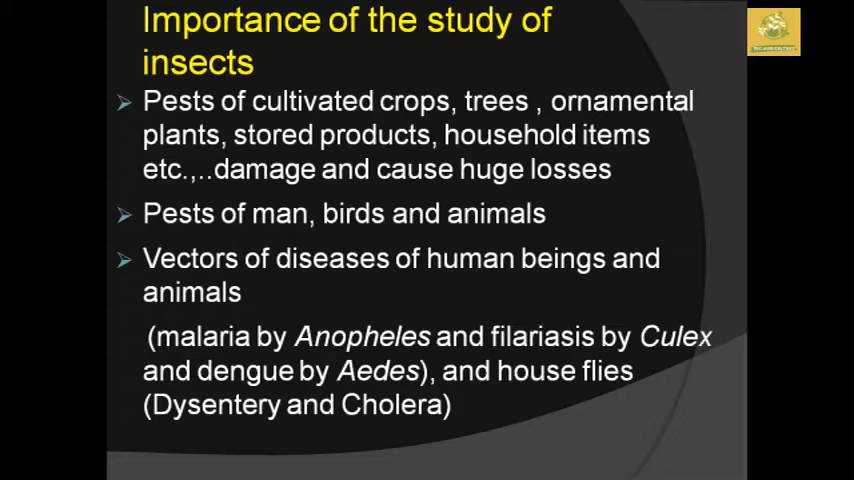 Importance of the study of
insects
➢ Pests of cultivated crops, trees , ornamental
plants, stored products, household items
etc.,..damage and cause huge losses
➢ Pests of man, birds and animals
➢ Vectors of diseases of human beings and
animals
(malaria by Anopheles and filariasis by Culex
and dengue by Aedes), and house flies
(Dysentery and Cholera)